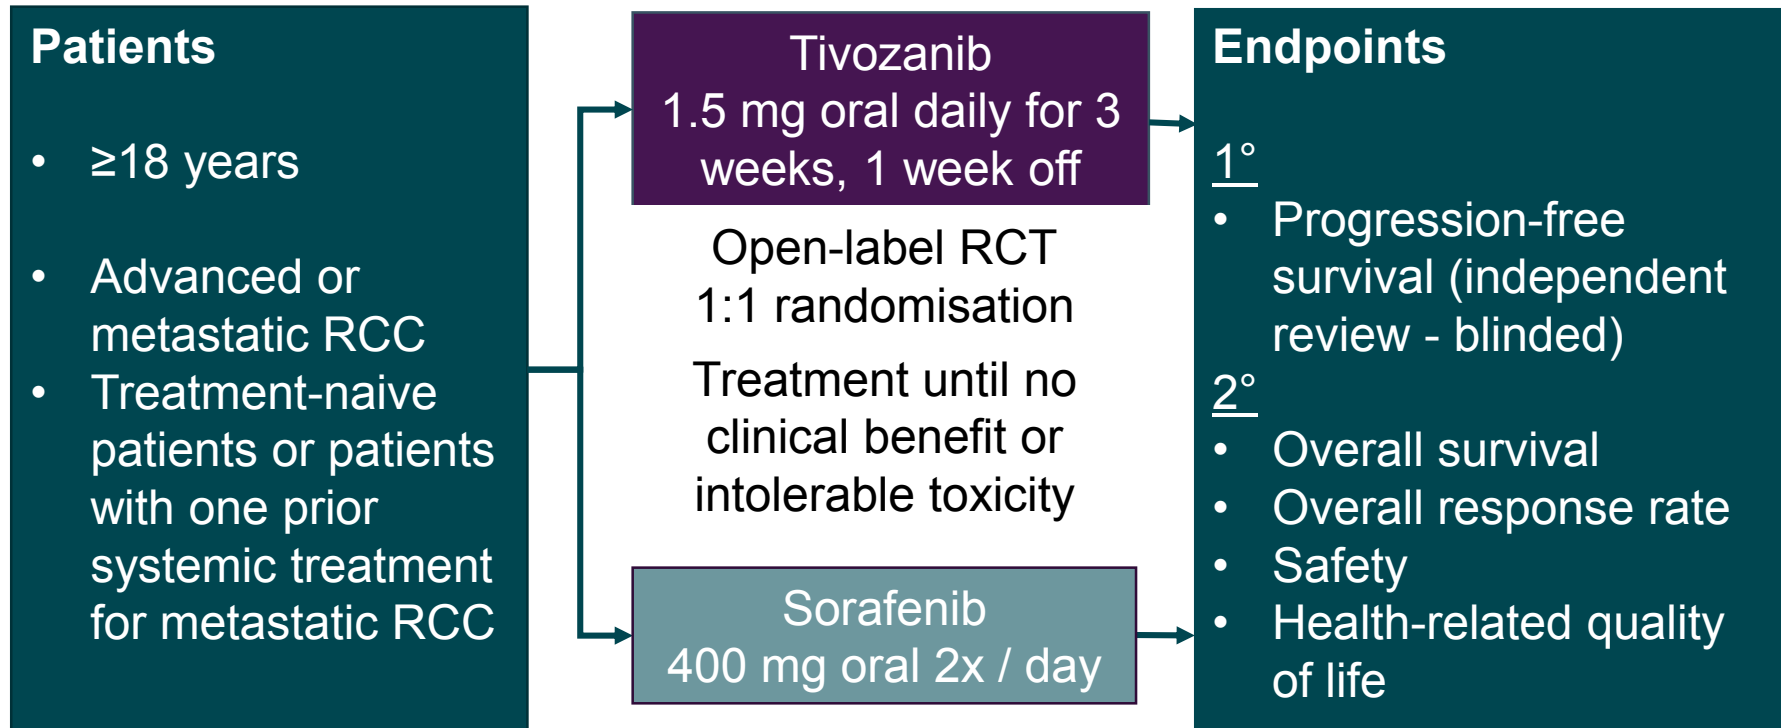 Patients
• ≥18 years
• Advanced or
metastatic RCC
• Treatment-naive
patients or patients
with one prior
systemic treatment
for metastatic RCC
Tivozanib
1.5 mg oral daily for 3
weeks, 1 week off
Open-label RCT
1:1 randomisation
Treatment until no
clinical benefit or
intolerable toxicity
Sorafenib
400 mg oral 2x / day
Endpoints
1°
• Progression-free
survival (independent
review - blinded)
2°
• Overall survival
• Overall response rate
• Safety
• Health-related quality
of life